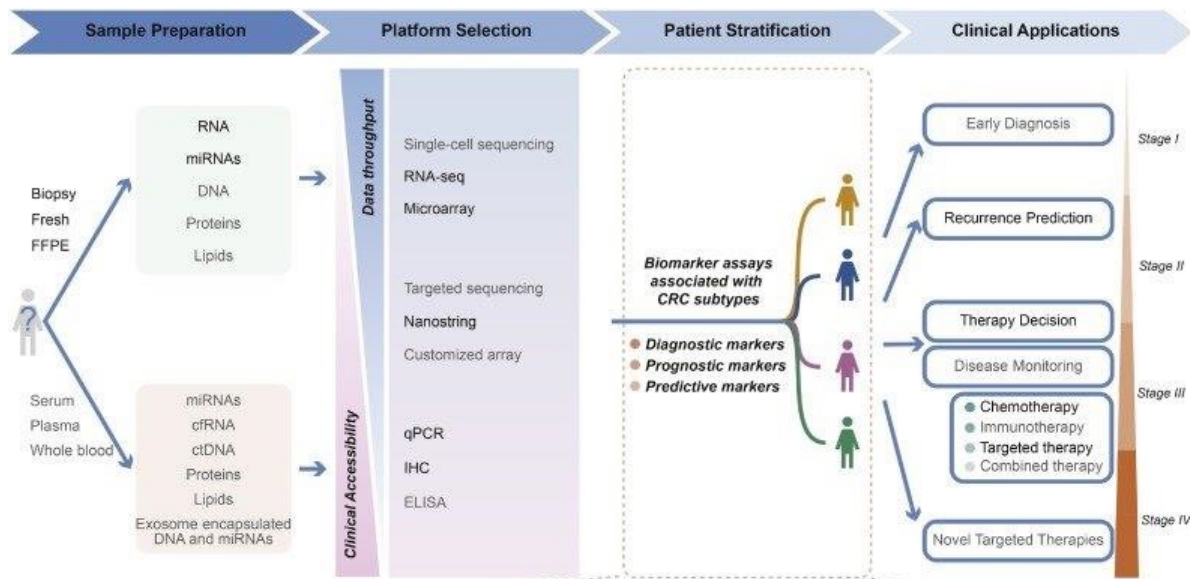 Sample Preparation
Platform Selection
Patient Stratification
Clinical Applications
Biopsy
Fresh
FFPE
?
Serum
Plasma
Whole blood
RNA
miRNAs
DNA
Proteins
Lipids
miRNAs
cfRNA
ctDNA
Proteins
Lipids
Exosome encapsulated
DNA and miRNAs
Data throughput
Clinical Accessibility
Single-cell sequencing
RNA-seq
Microarray
Targeted sequencing
Nanostring
Customized array
qPCR
IHC
ELISA
Biomarker assays
associated with
CRC subtypes
Diagnostic markers
Prognostic markers
Predictive markers
Early Diagnosis
Recurrence Prediction
Therapy Decision
Disease Monitoring
Chemotherapy
Immunotherapy
Targeted therapy
Combined therapy
Novel Targeted Therapies
Stage I
Stage II
Stage III
Stage IV